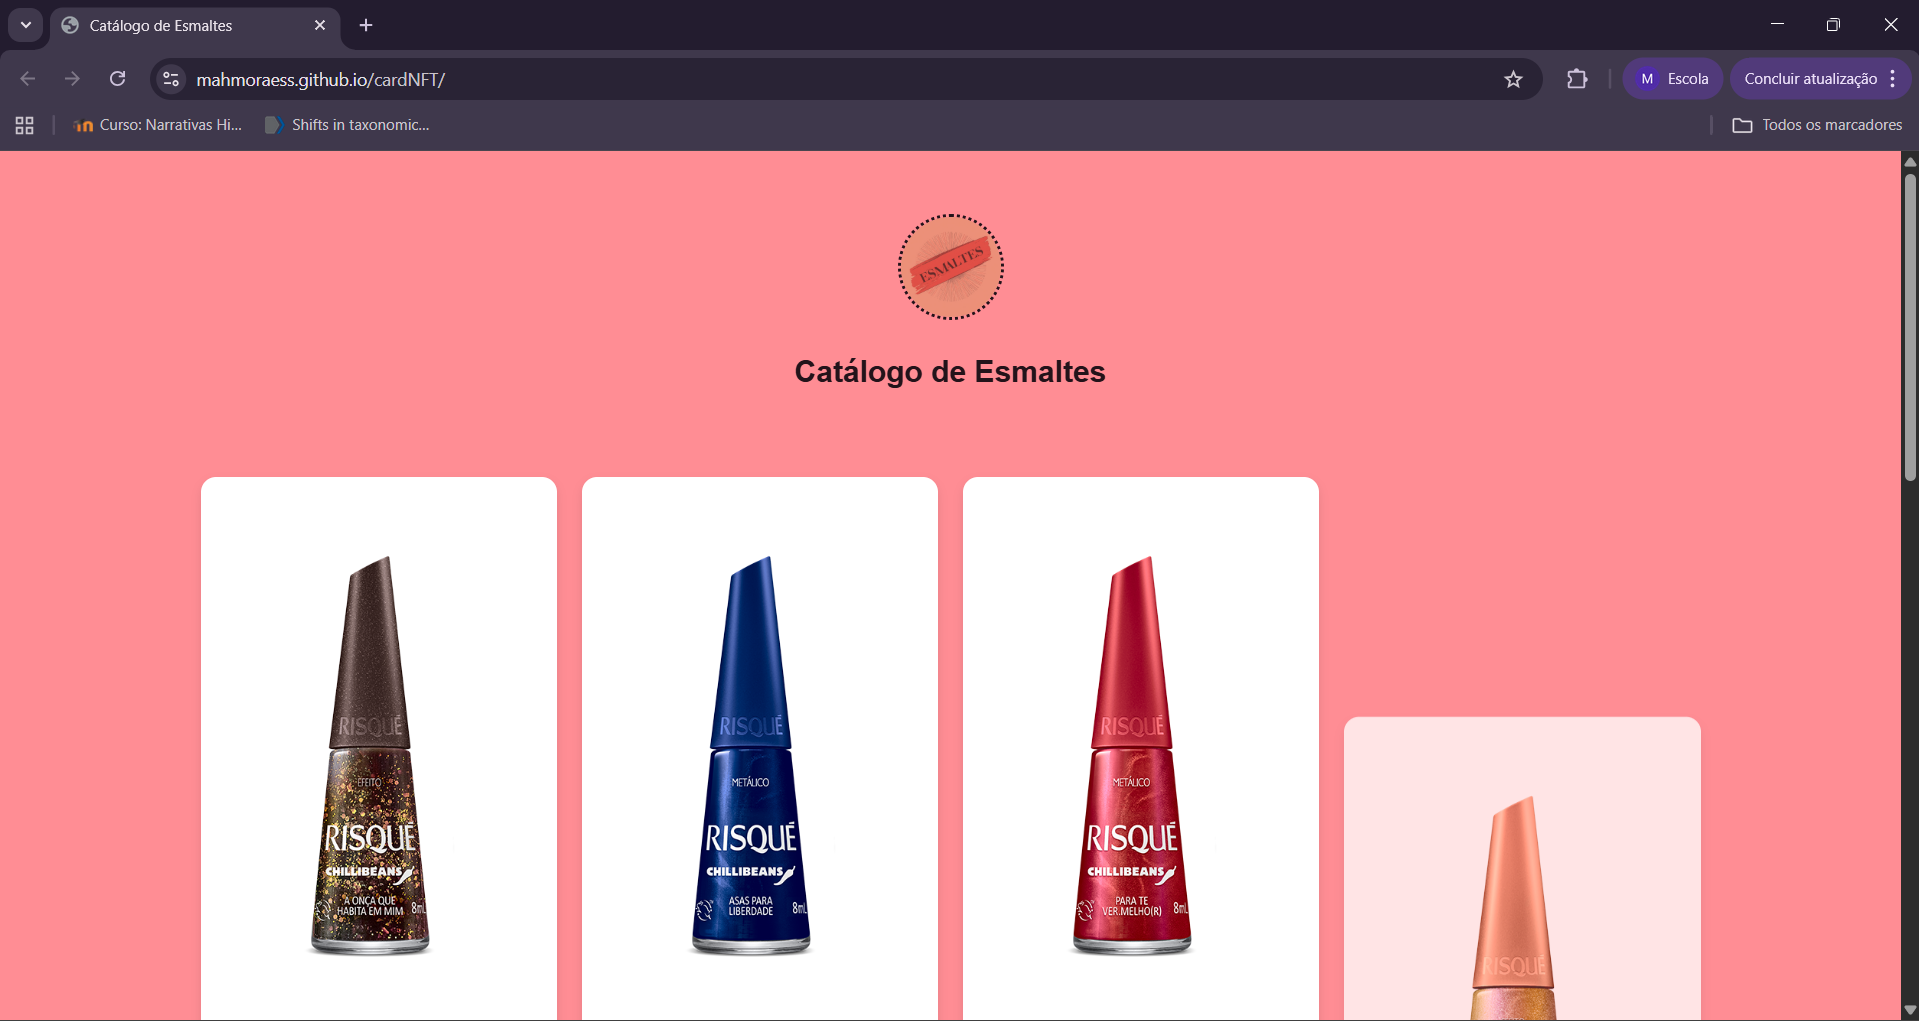 Catálogo de Esmaltes
mahmoraess.github.io/cardNFT/
M
Escola
Concluir atualização
Curso: Narrativas Hi...
Shifts in taxonomic...
Todos os marcadores
ESMALTES
Catálogo de Esmaltes
RISQUÉ
EFEITO
RISQUÉ
CHILLIBEANS
A ONÇA QUE
HABITA EM MIM
8mL
RISQUÉ
METÁLICO
RISQUÉ
CHILLIBEANS
ASAS PARA
LIBERDADE
8mL
RISQUÉ
METÁLICO
RISQUÉ
CHILLIBEANS
PARA TE
VER.MELHO(R)
8mL
RISQUÉ